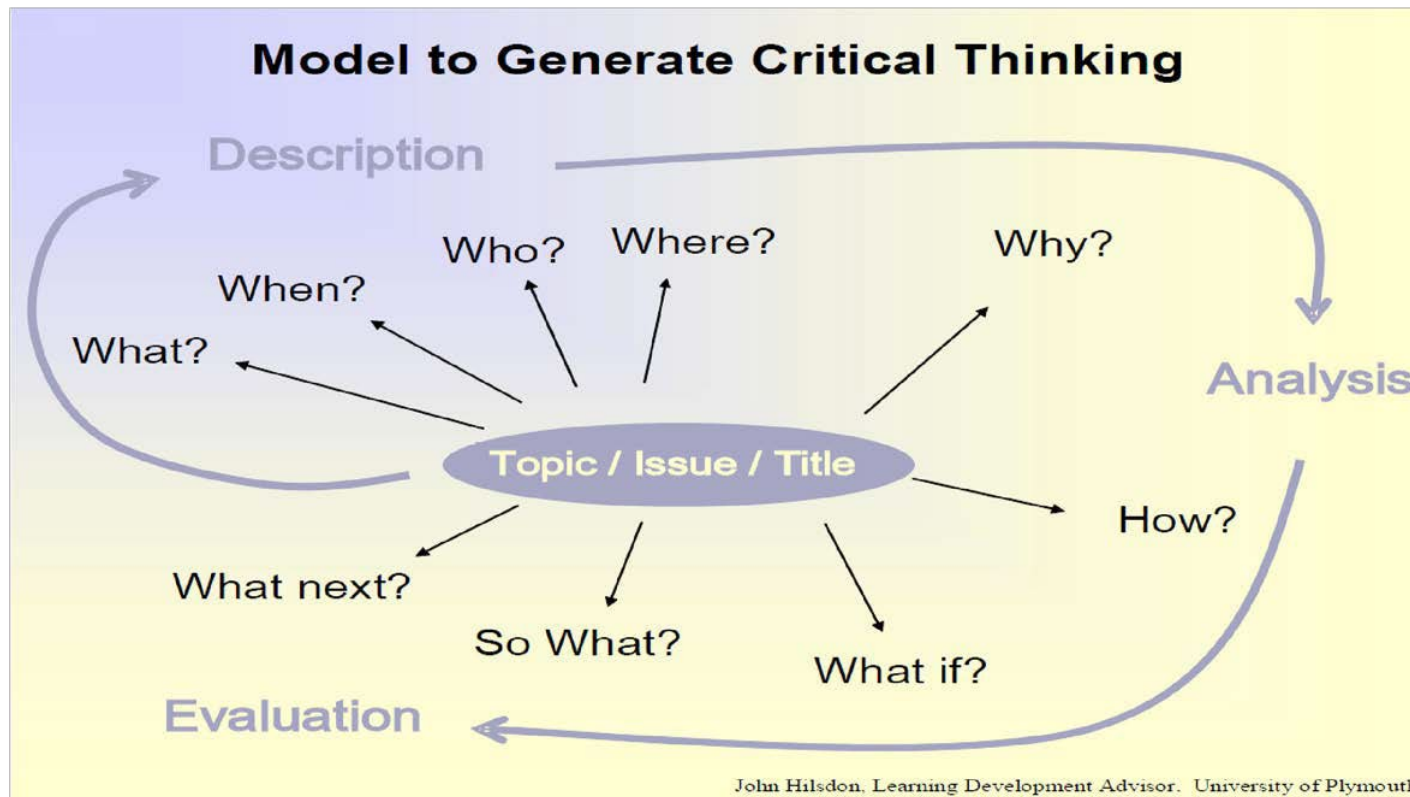 Model to Generate Critical Thinking
Description
Who?
Where?
Why?
When?
What?
Analysis
Topic / Issue / Title
How?
What next?
So What?
What if?
Evaluation
John Hilsdon, Learning Development Advisor. University of Plymouth